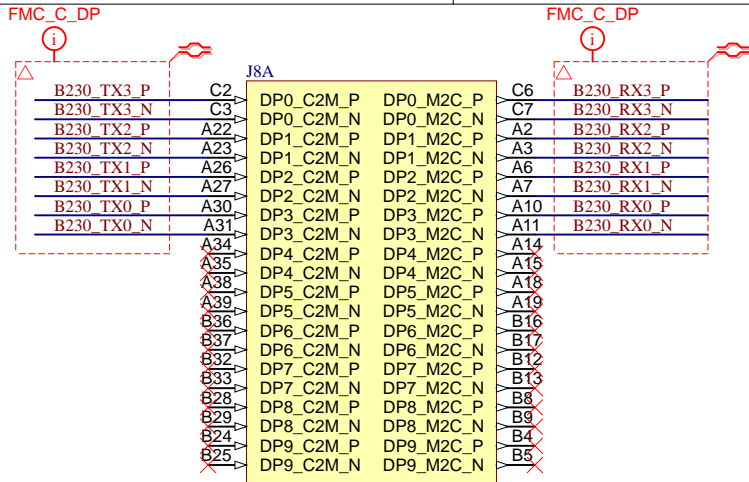 FMC_C_DP FMC_C_DP
i i
J8A
B230_TX3_P C2 DP0_C2M_P DP0_M2C_P C6 B230_RX3_P
B230_TX3_N C3 DP0_C2M_N DP0_M2C_N C7 B230_RX3_N
B230_TX2_P A22 DP1_C2M_P DP1_M2C_P A2 B230_RX2_P
B230_TX2_N A23 DP1_C2M_N DP1_M2C_N A3 B230_RX2_N
B230_TX1_P A26 DP2_C2M_P DP2_M2C_P A6 B230_RX1_P
B230_TX1_N A27 DP2_C2M_N DP2_M2C_N A7 B230_RX1_N
B230_TX0_P A30 DP3_C2M_P DP3_M2C_P A10 B230_RX0_P
B230_TX0_N A31 DP3_C2M_N DP3_M2C_N A11 B230_RX0_N
A34 DP4_C2M_P DP4_M2C_P A14
A35 DP4_C2M_N DP4_M2C_N A15
A38 DP5_C2M_P DP5_M2C_P A18
A39 DP5_C2M_N DP5_M2C_N A19
B36 DP6_C2M_P DP6_M2C_P B16
B37 DP6_C2M_N DP6_M2C_N B17
B32 DP7_C2M_P DP7_M2C_P B12
B33 DP7_C2M_N DP7_M2C_N B13
B28 DP8_C2M_P DP8_M2C_P B8
B29 DP8_C2M_N DP8_M2C_N B9
B24 DP9_C2M_P DP9_M2C_P B4
B25 DP9_C2M_N DP9_M2C_N B5